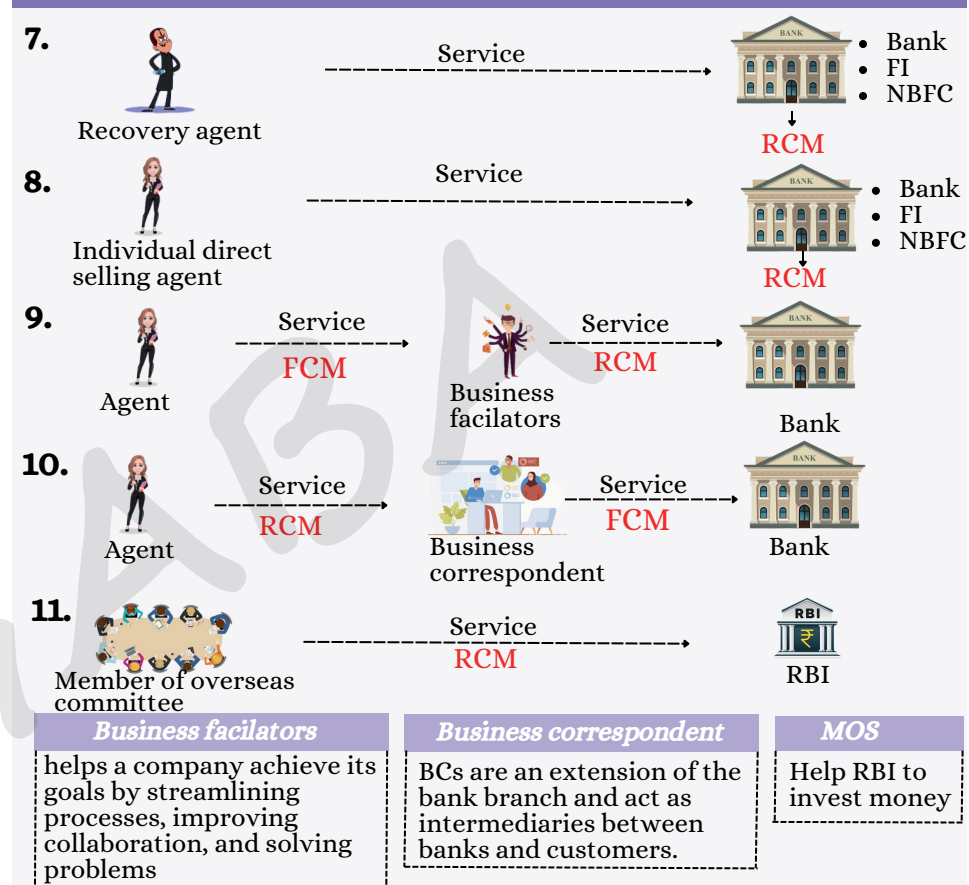 7.
Service
BANK
• Bank
• FI
• NBFC
Recovery agent
RCM
8.
Service
BANK
• Bank
• FI
• NBFC
Individual direct
selling agent
RCM
9.
Service
FCM
Service
RCM
BANK
Agent
Business
facilators
Bank
10.
Service
RCM
Service
FCM
BANK
Agent
Business
correspondent
Bank
11.
Service
RCM
RBI
₹
RBI
Member of overseas
committee
Business facilators
helps a company achieve its
goals by streamlining
processes, improving
collaboration, and solving
problems
Business correspondent
BCs are an extension of the
bank branch and act as
intermediaries between
banks and customers.
MOS
Help RBI to
invest money